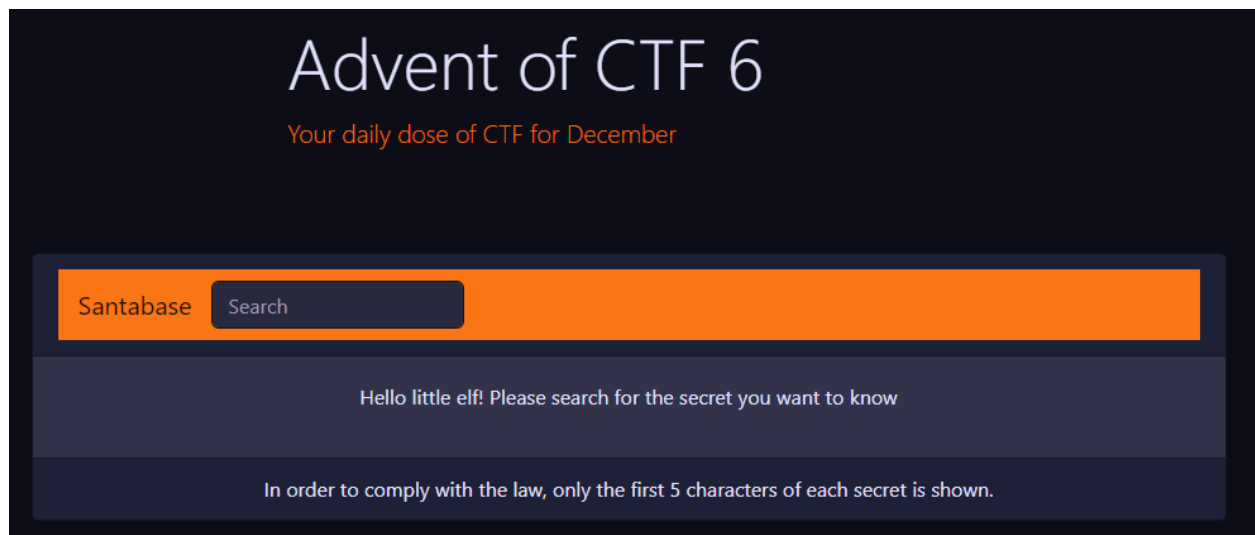 Advent of CTF 6
Your daily dose of CTF for December
Santabase Search
Hello little elf! Please search for the secret you want to know
In order to comply with the law, only the first 5 characters of each secret is shown.